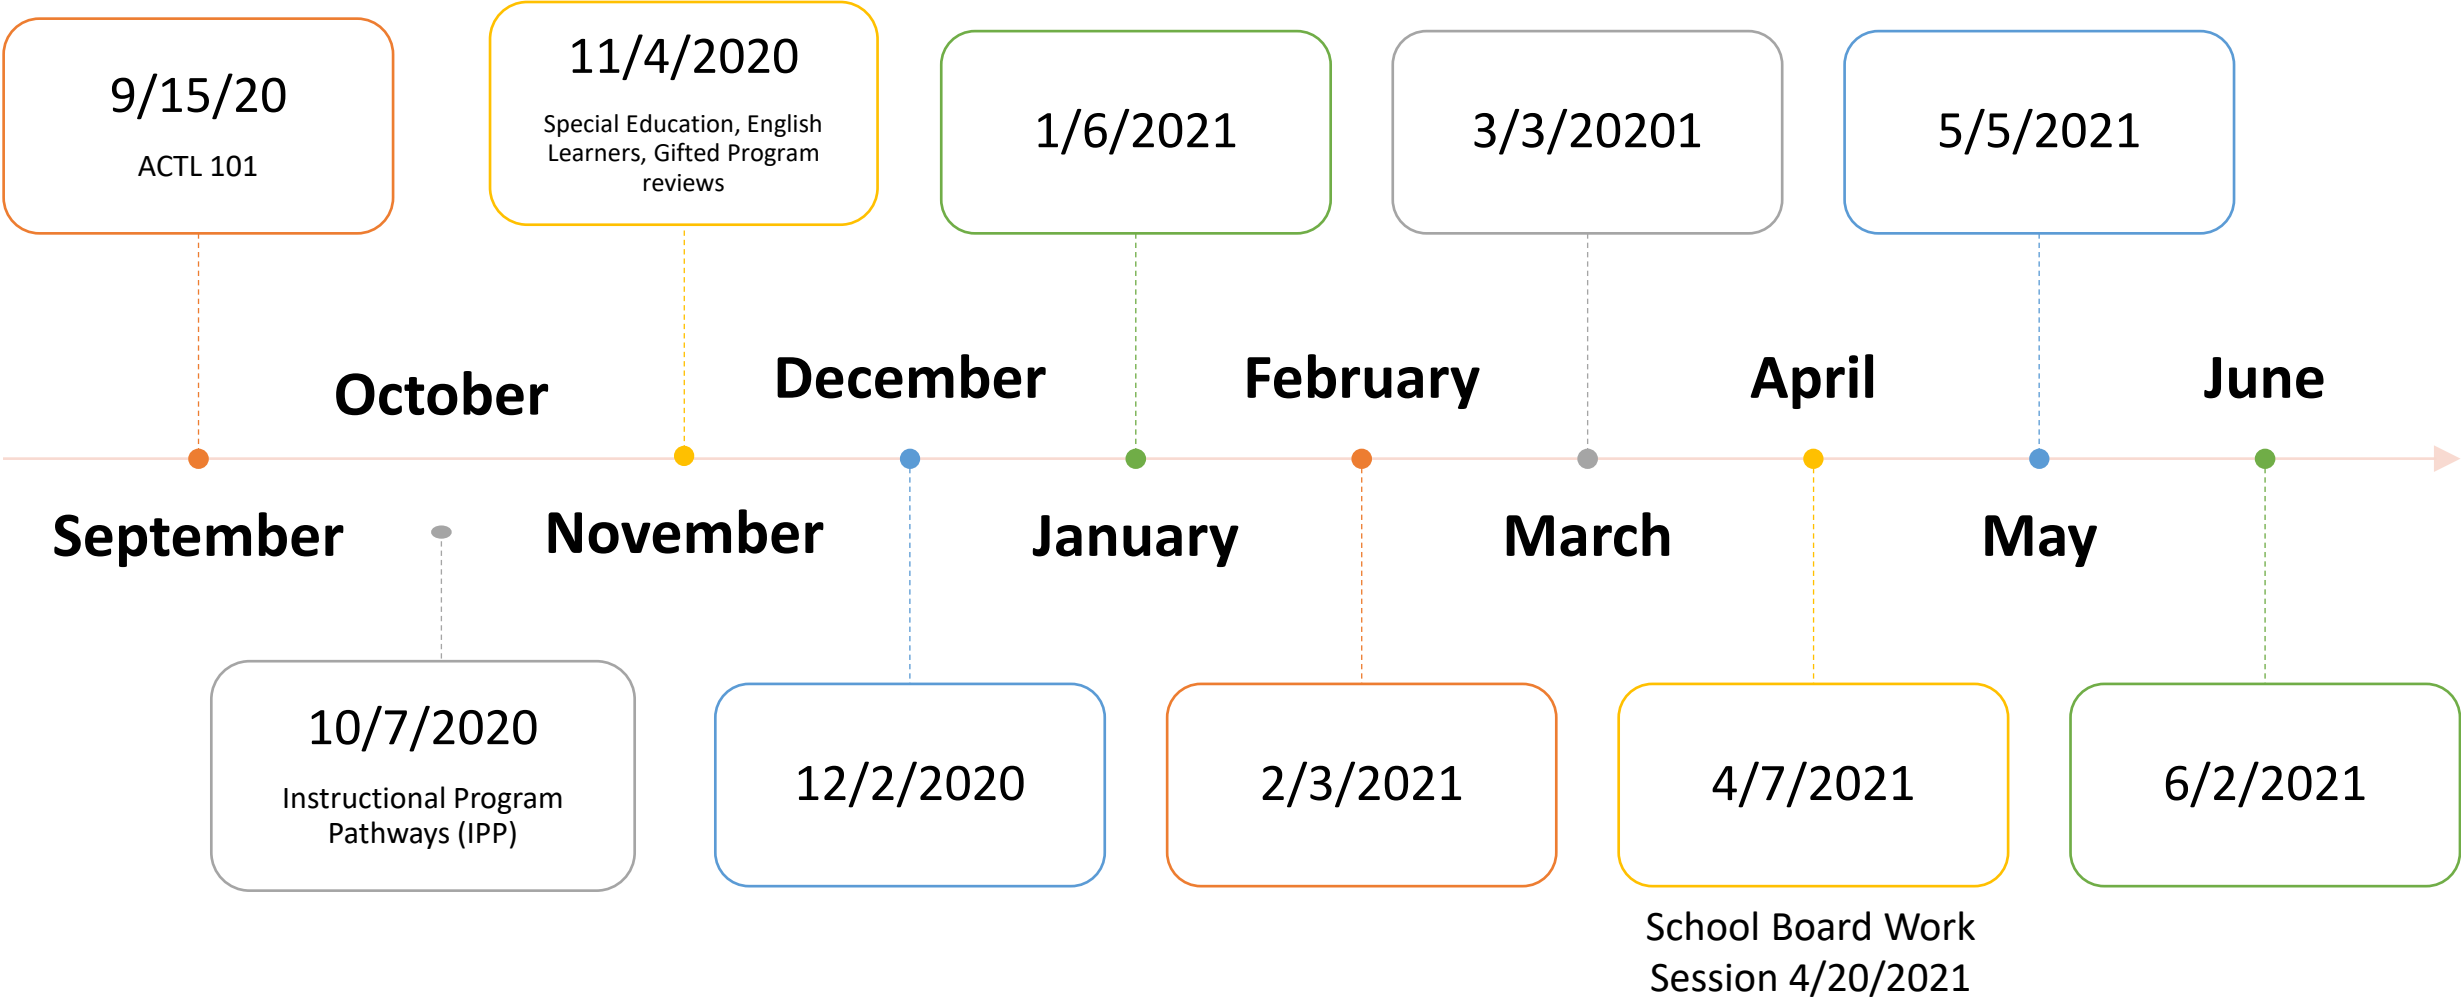 9/15/20
ACTL 101
11/4/2020
Special Education, English
Learners, Gifted Program
reviews
1/6/2021
3/3/20201
5/5/2021
October
December
February
April
June
September
November
January
March
May
10/7/2020
Instructional Program
Pathways (IPP)
12/2/2020
2/3/2021
4/7/2021
6/2/2021
School Board Work
Session 4/20/2021